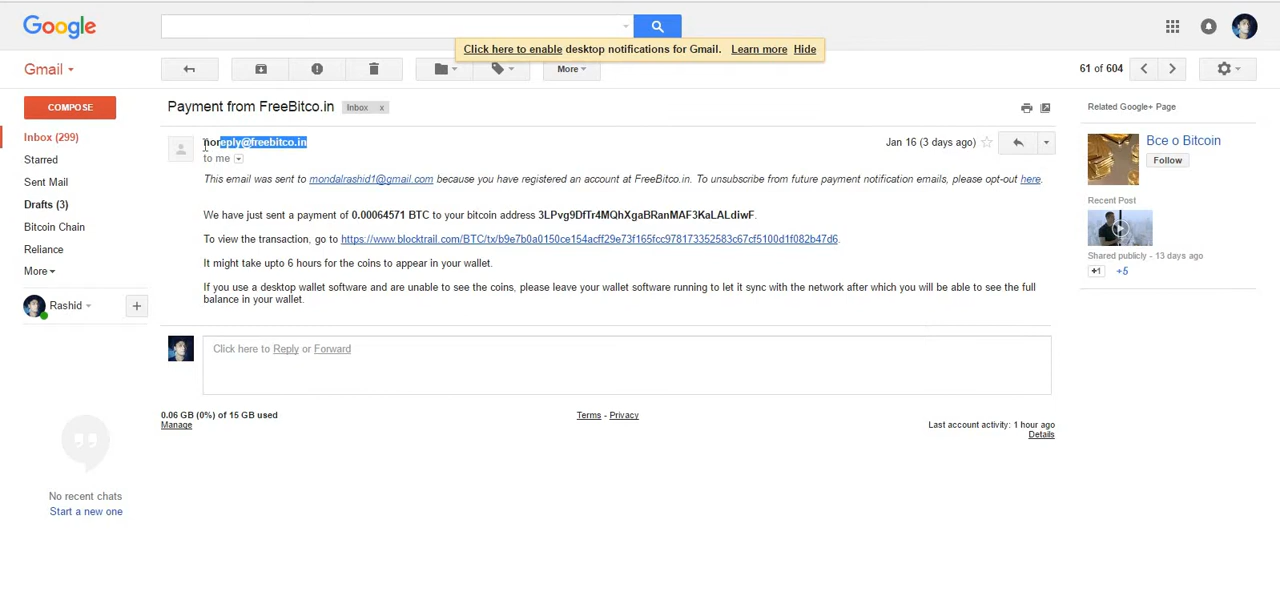 Google
Click here to enable desktop notifications for Gmail. Learn more Hide
Gmail
More
61 of 604
COMPOSE
Payment from FreeBitco.in Inbox x
Related Google+ Page
Inbox (299)
noreply@freebitco.in
Jan 16 (3 days ago)
to me
Все о Bitcoin
Follow
Starred
This email was sent to mondalrashid1@gmail.com because you have registered an account at FreeBitco.in. To unsubscribe from future payment notification emails, please opt-out here.
Sent Mail
Drafts (3)
Recent Post
We have just sent a payment of 0.00064571 BTC to your bitcoin address 3LPvg9DfTr4MQhXgaBRanMAF3KaLALdiwF.
Bitcoin Chain
To view the transaction, go to https://www.blocktrail.com/BTC/tx/b9e7b0a0150ce154acff29e73f165fcc978173352583c67cf5100d1f082b47d6.
Reliance
Shared publicly - 13 days ago
It might take upto 6 hours for the coins to appear in your wallet.
More
+1 +5
If you use a desktop wallet software and are unable to see the coins, please leave your wallet software running to let it sync with the network after which you will be able to see the full
balance in your wallet.
Rashid
+
Click here to Reply or Forward
0.06 GB (0%) of 15 GB used
Manage
Terms - Privacy
Last account activity: 1 hour ago
Details
No recent chats
Start a new one